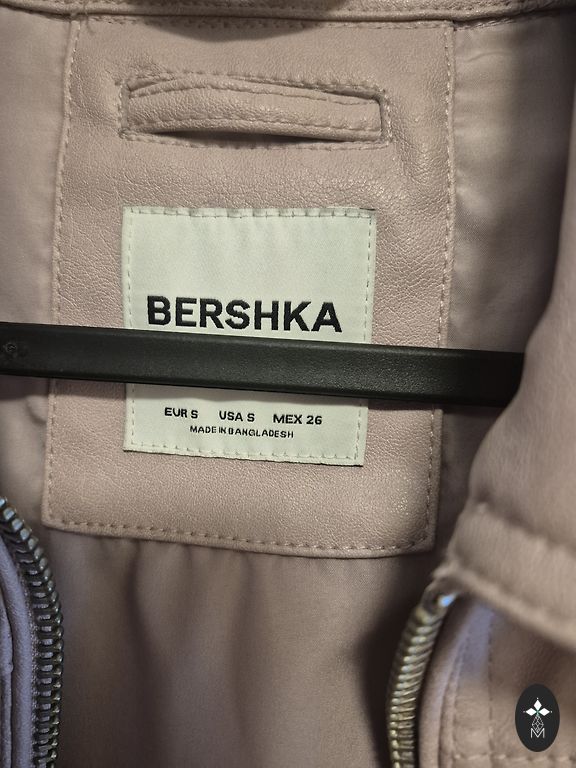 BERSHKA
EUR S USA S MEX 26
MADE IN BANGLADESH
M